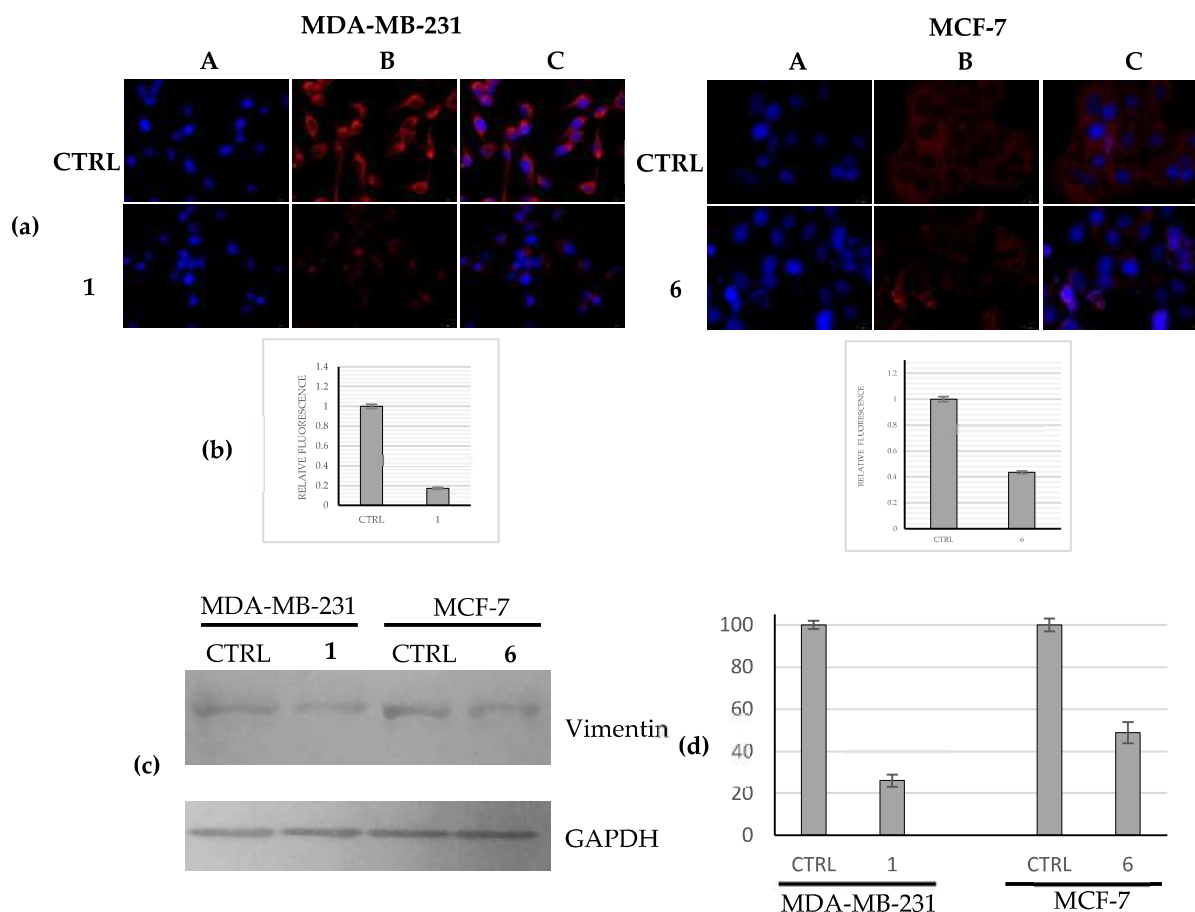 MDA-MB-231
A B C
CTRL
1
MCF-7
A B C
CTRL
6
(a)
(b)
RELAIVE FLUORESCENCE
1.4
1.2
1
0.8
0.6
0.4
0.2
0
CTRL 1
RELATIVE FLUORESCENCE
1.2
1
0.8
0.6
0.4
0.2
0
CTRL 6
MDA-MB-231 MCF-7
CTRL 1 CTRL 6
Vimentin
(c)
GAPDH
(d)
100
80
60
40
20
0
CTRL 1 CTRL 6
MDA-MB-231 MCF-7